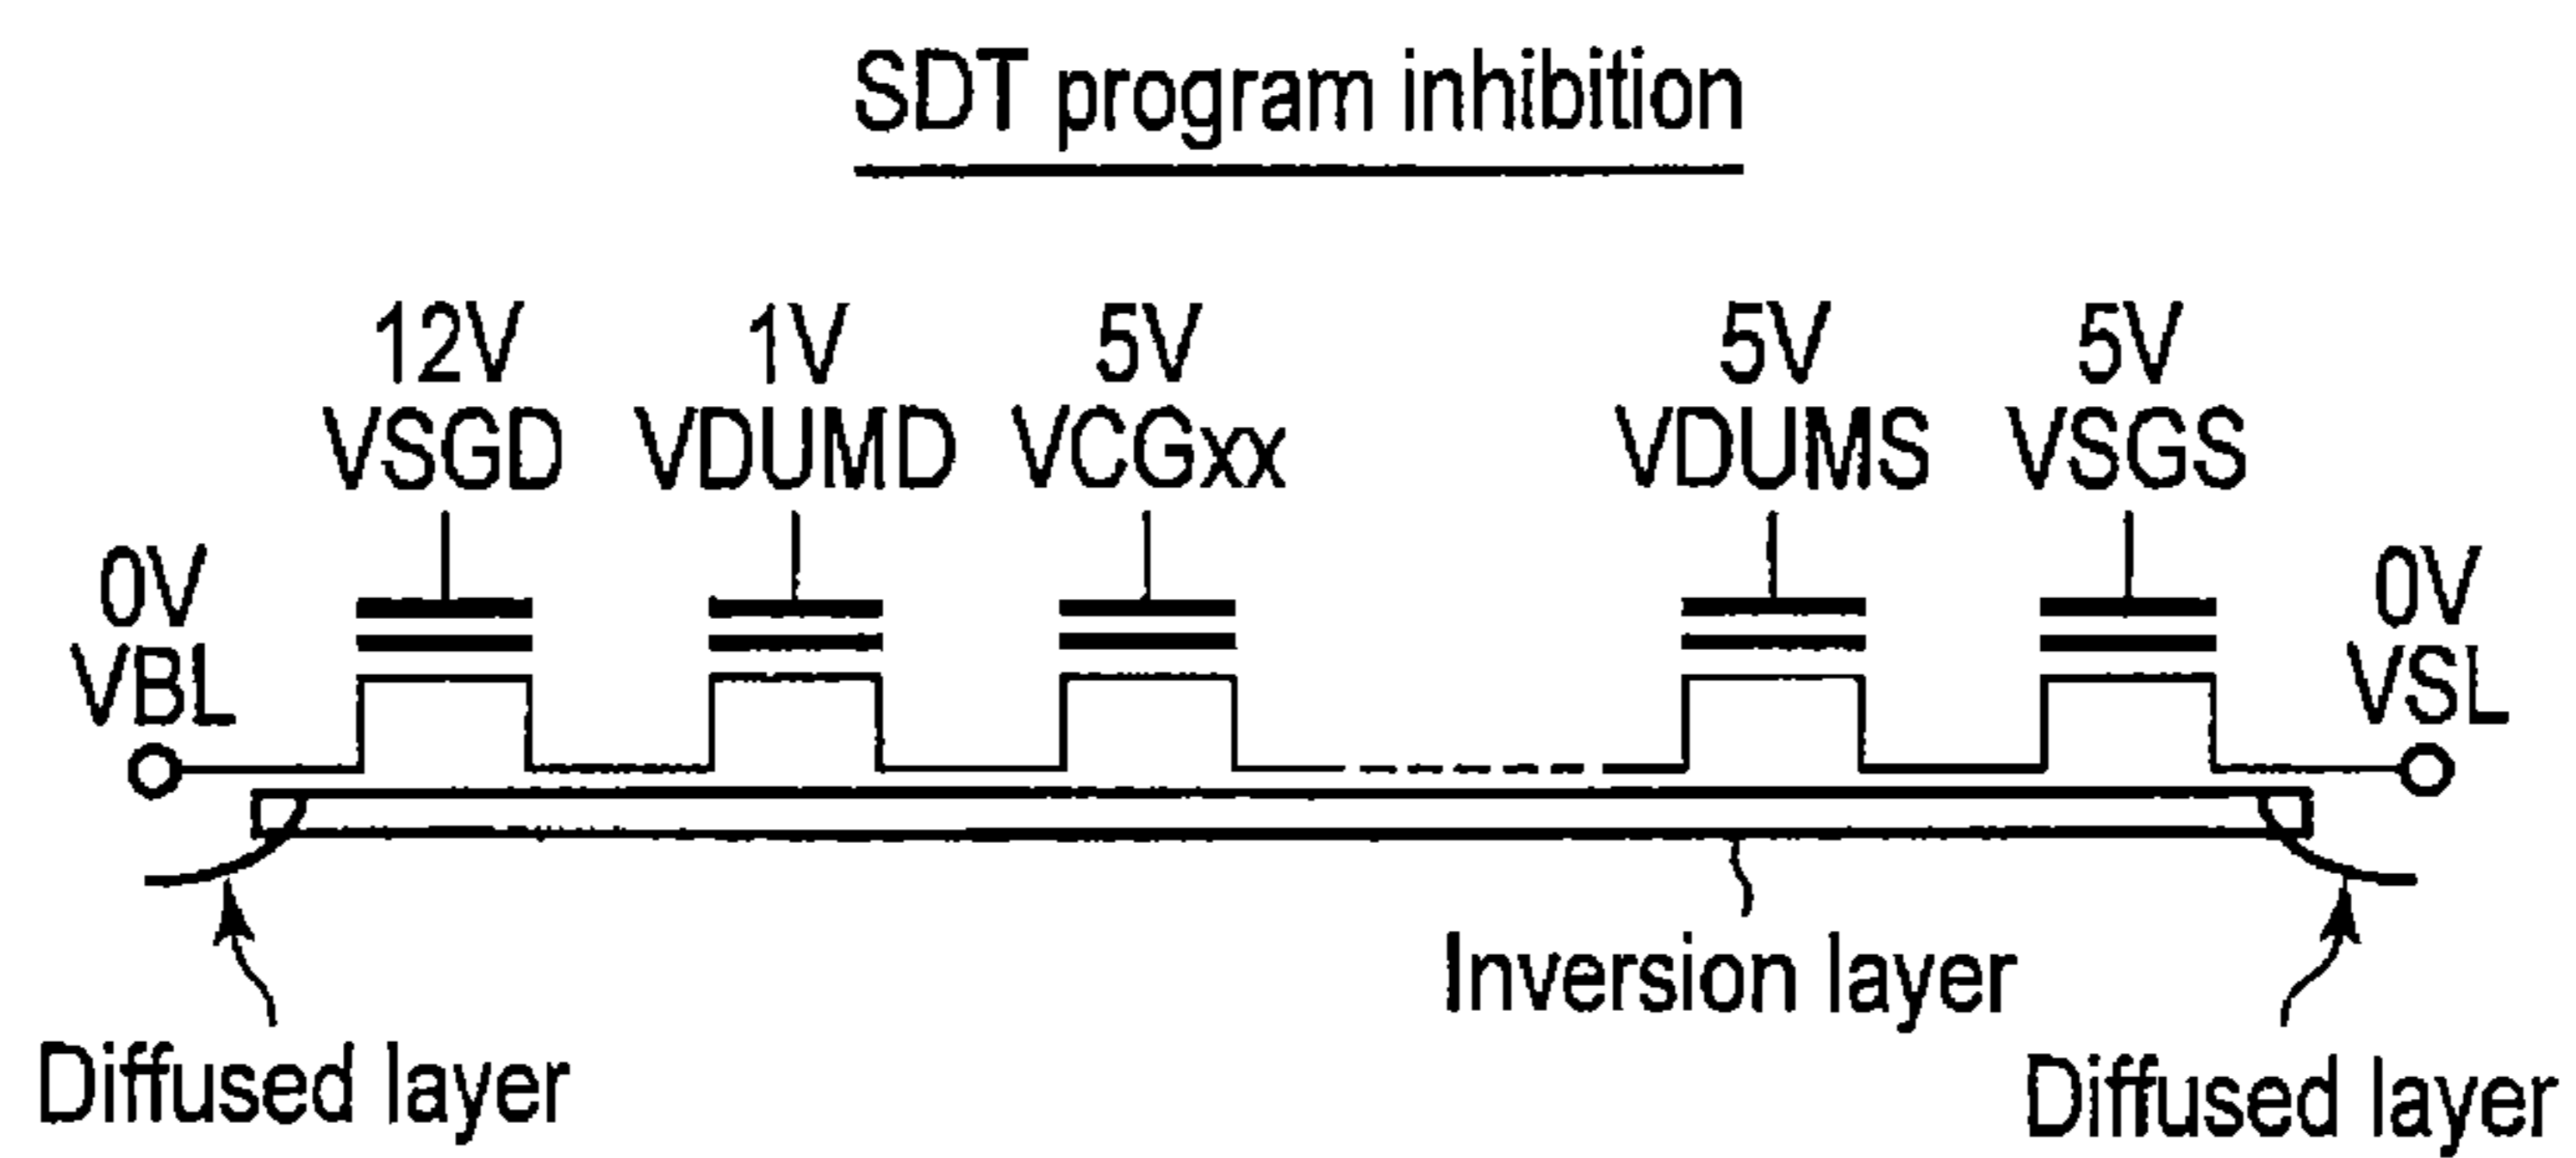 SDT program inhibition
12V 1V 5V 5V 5V
VSGD VDUMD VCGxx VDUMS VSGS
0V 0V
VBL VSL
Inversion layer
Diffused layer Diffused layer